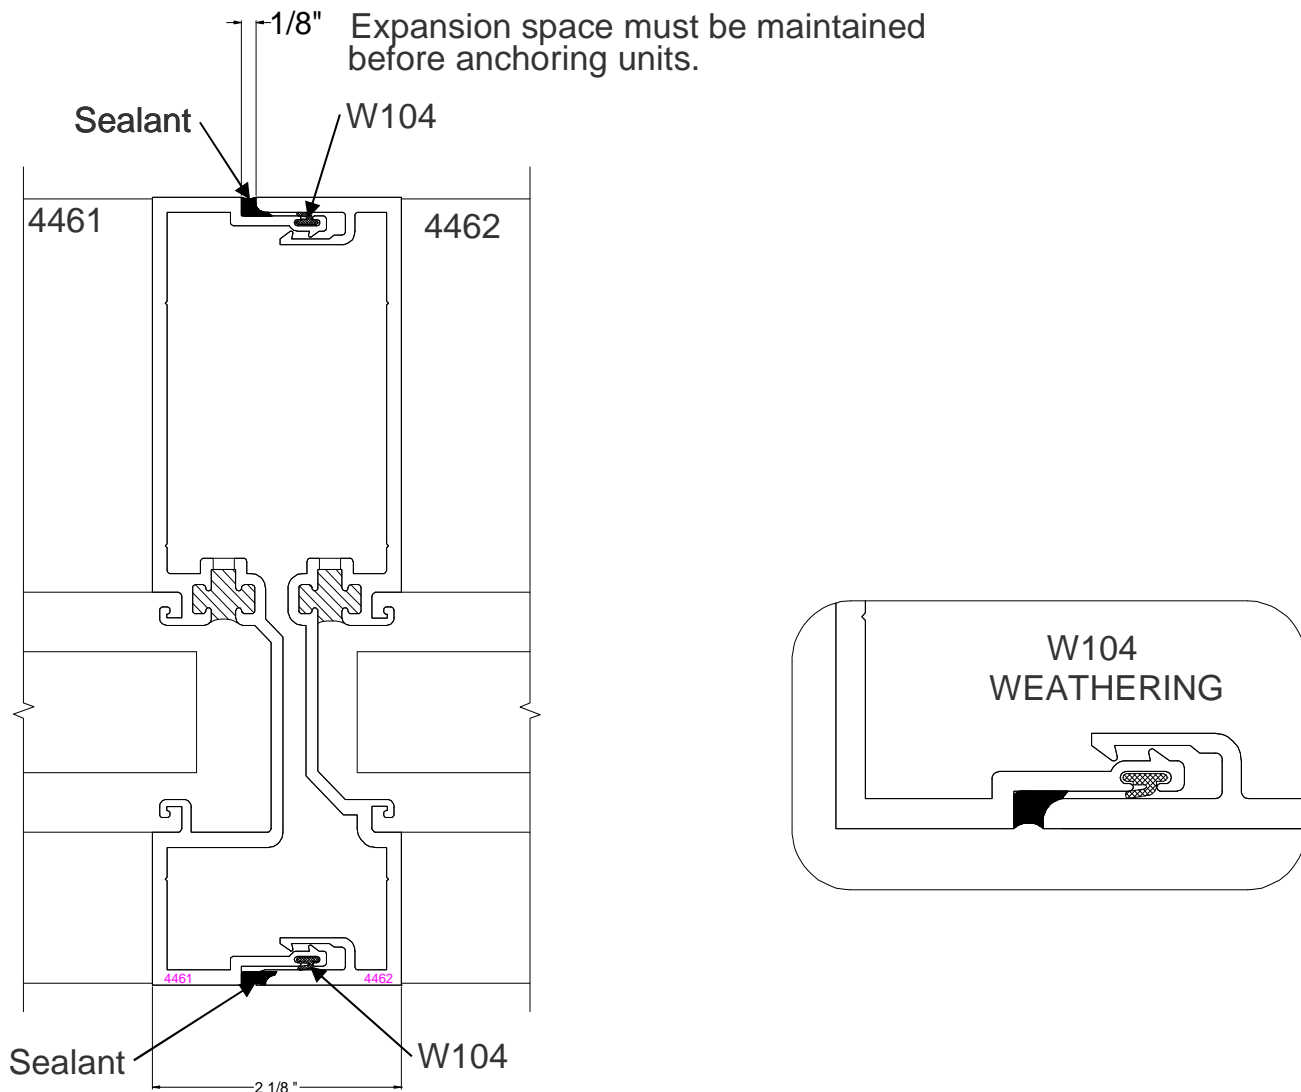 1/8" Expansion space must be maintained
before anchoring units.
Sealant W104
4461 4462
W104
WEATHERING
4461 4462
Sealant W104
2 1/8 "